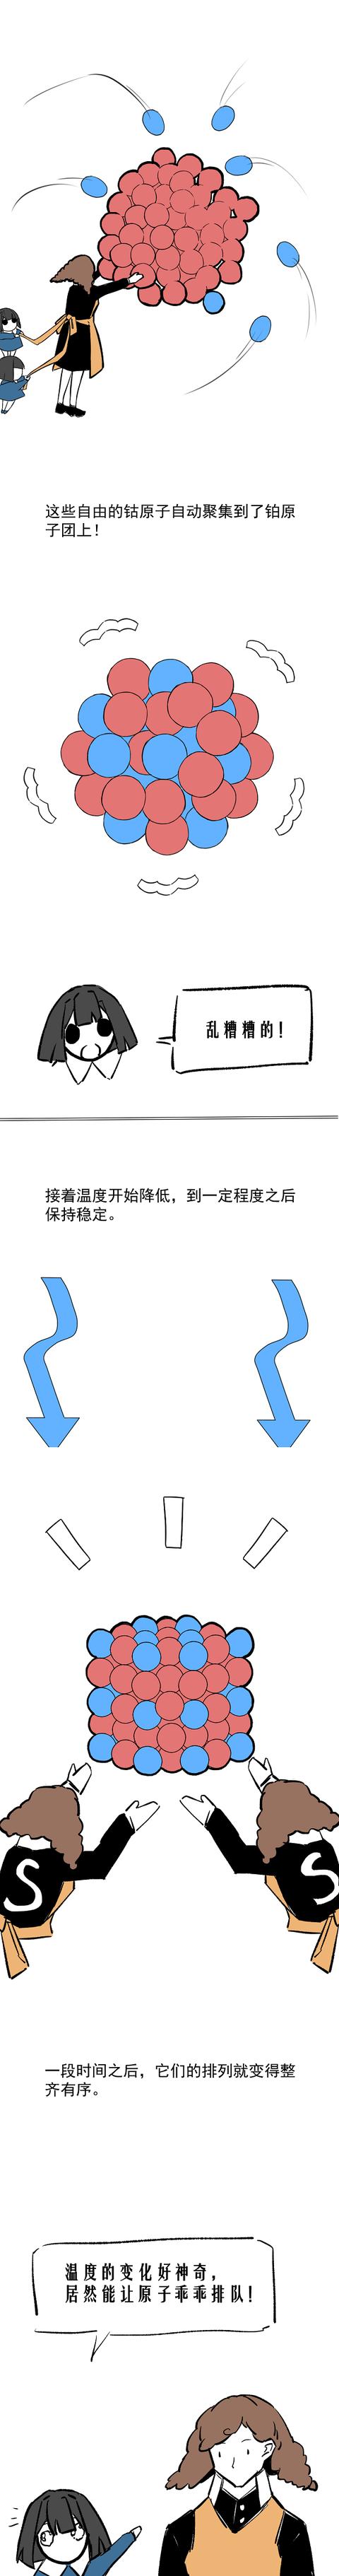 这些自由的钴原子自动聚集到了铂原
子团上！
乱糟糟的！
接着温度开始降低，到一定程度之后
保持稳定。
S
S
一段时间之后，它们的排列就变得整
齐有序。
温度的变化好神奇，
居然能让原子乖乖排队！